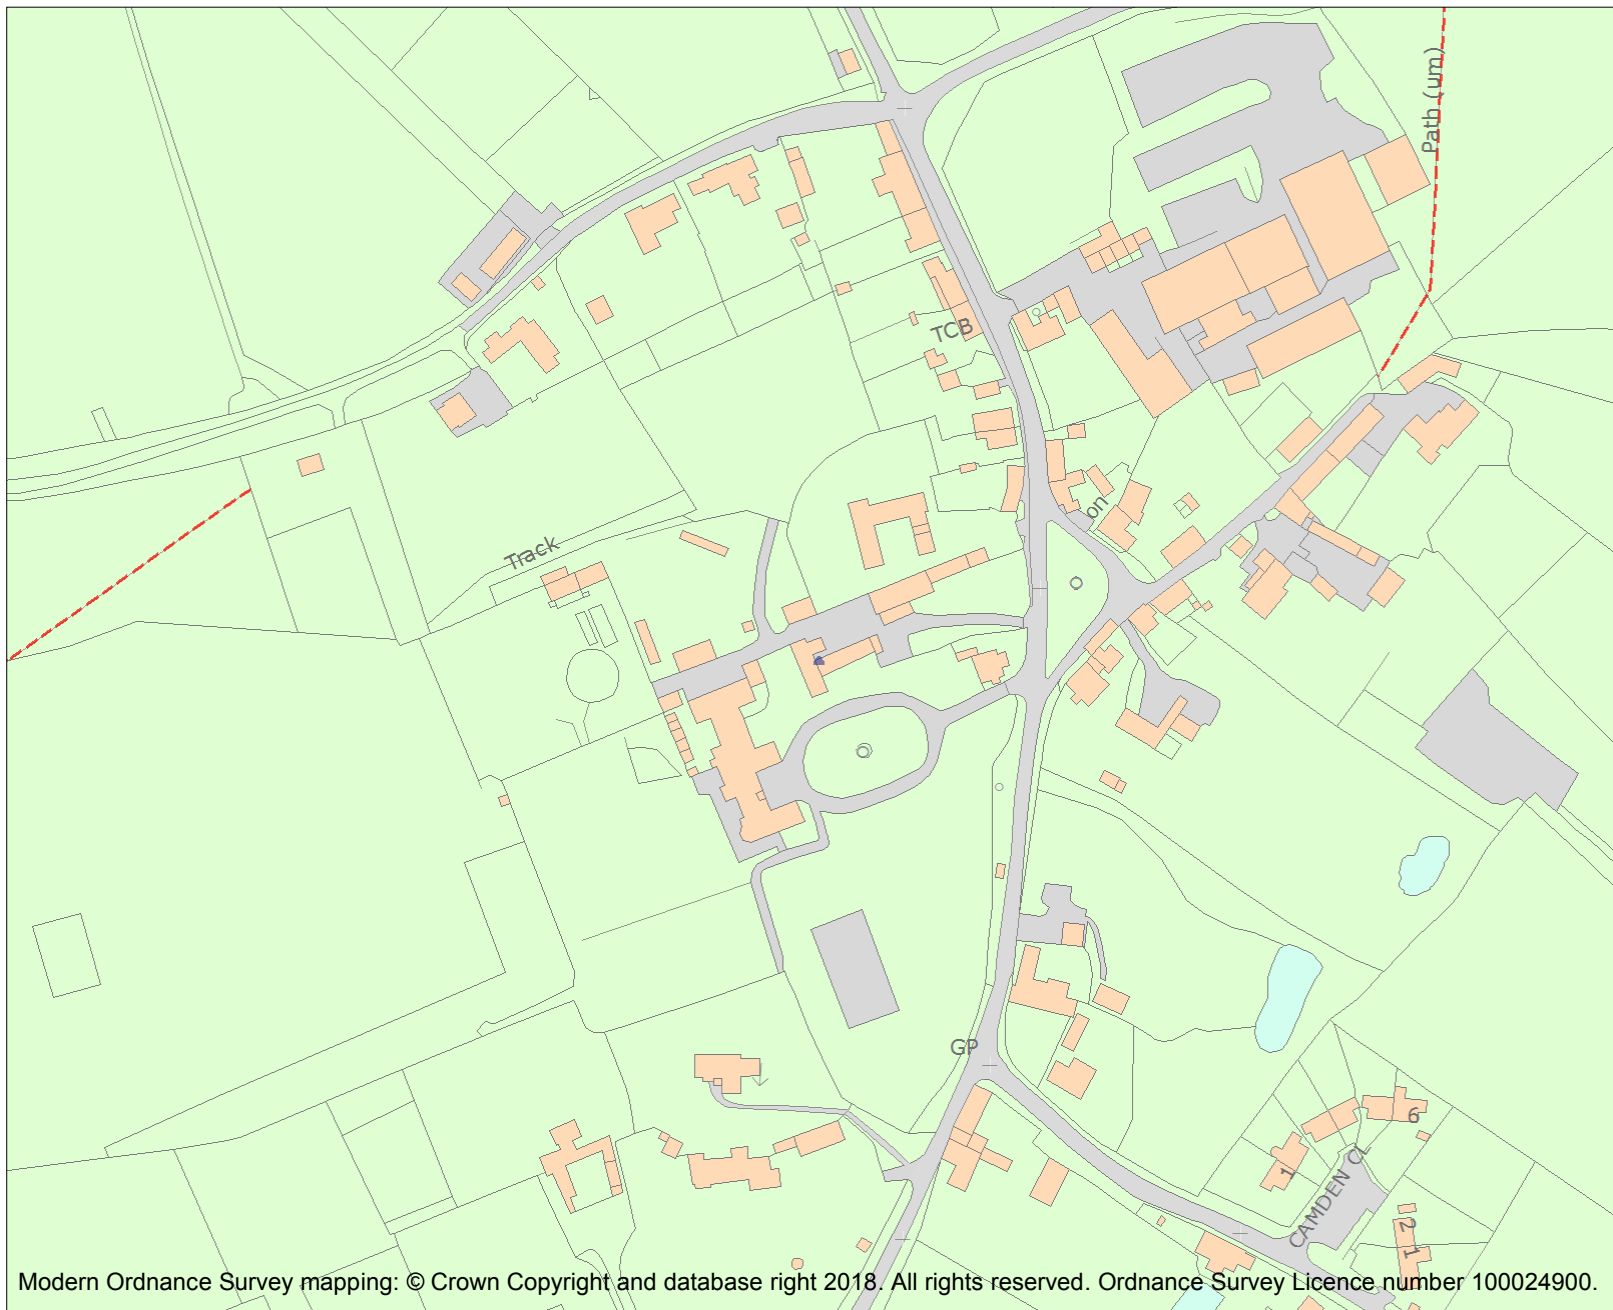 Path (um)
TCB
on
Track
GP
6
1
CAMDEN CL
2
1
Modern Ordnance Survey mapping: © Crown Copyright and database right 2018. All rights reserved. Ordnance Survey Licence number 100024900.